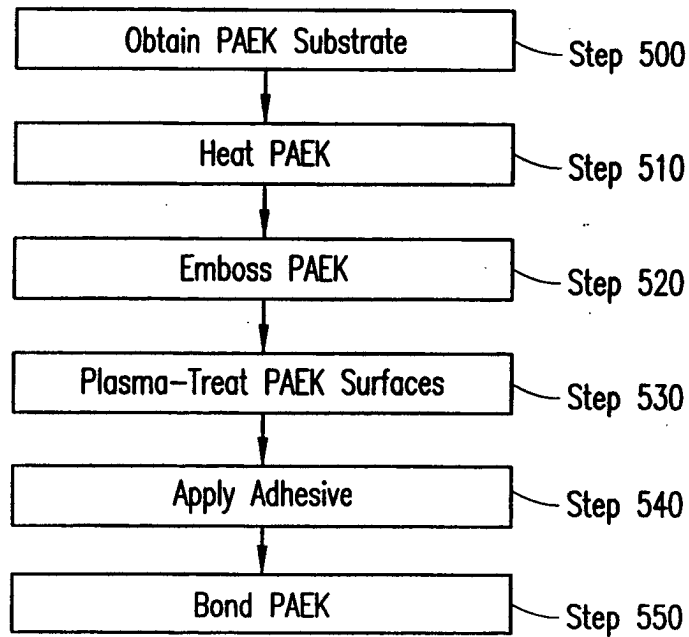 Obtain PAEK Substrate
Step 500
Heat PAEK
Step 510
Emboss PAEK
Step 520
Plasma-Treat PAEK Surfaces
Step 530
Apply Adhesive
Step 540
Bond PAEK
Step 550